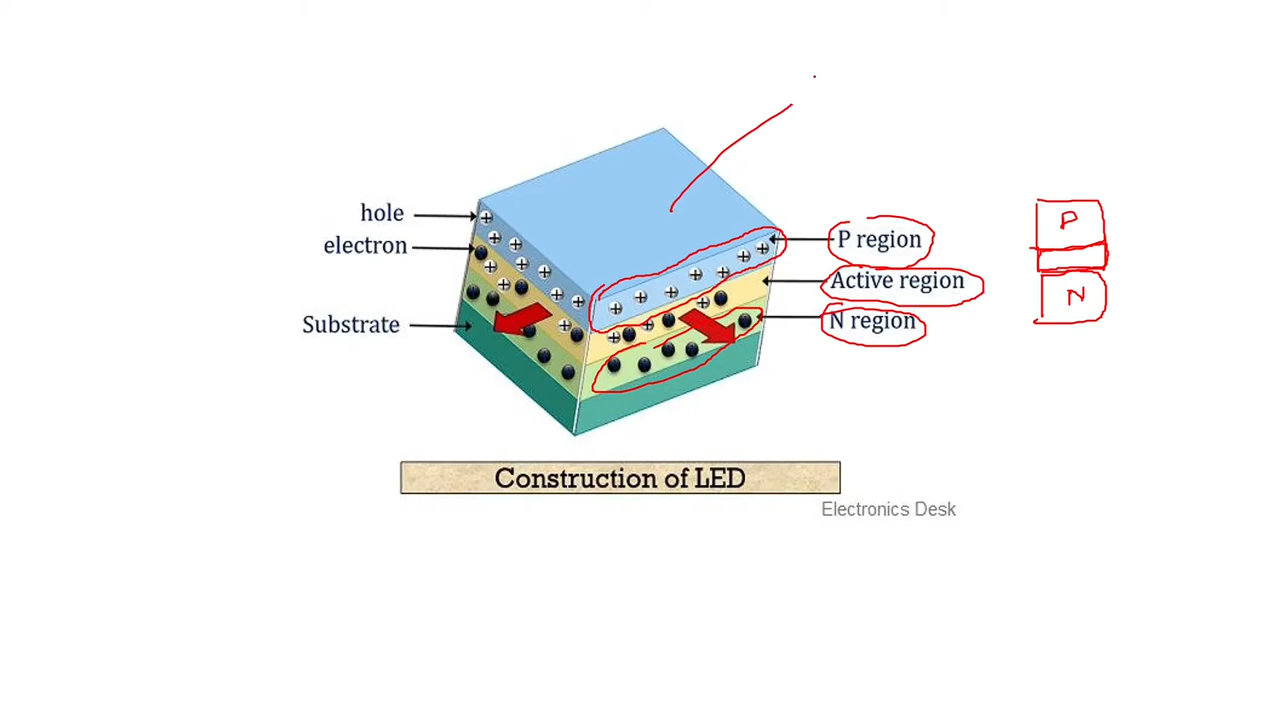 hole
electron
Substrate
P region
Active region
N region
P
N
Construction of LED
Electronics Desk